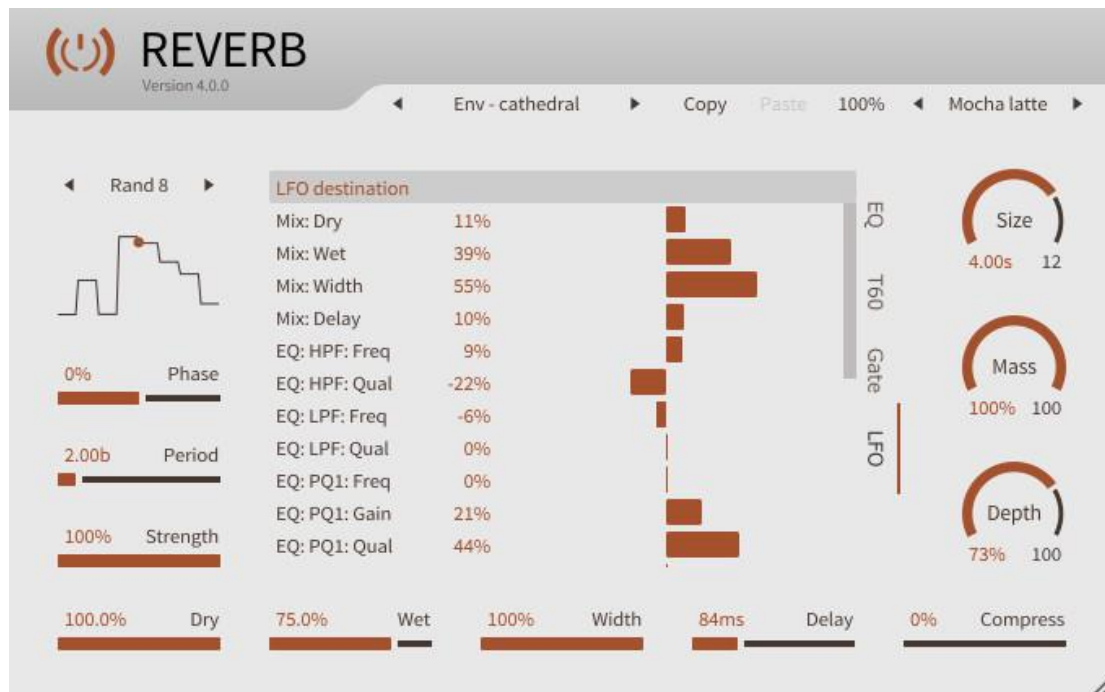 REVERB
Version 4.0.0
Env - cathedral Copy Paste 100% Mocha latte
Rand 8
LFO destination
Mix: Dry 11%
Mix: Wet 39%
Mix: Width 55%
Mix: Delay 10%
EQ: HPF: Freq 9%
EQ: HPF: Qual -22%
EQ: LPF: Freq -6%
EQ: LPF: Qual 0%
EQ: PQ1: Freq 0%
EQ: PQ1: Gain 21%
EQ: PQ1: Qual 44%
0% Phase
2.00b Period
100% Strength
EQ
T60
Gate
LFO
Size
4.00s 12
Mass
100% 100
Depth
73% 100
100.0% Dry
75.0% Wet
100% Width
84ms Delay
0% Compress